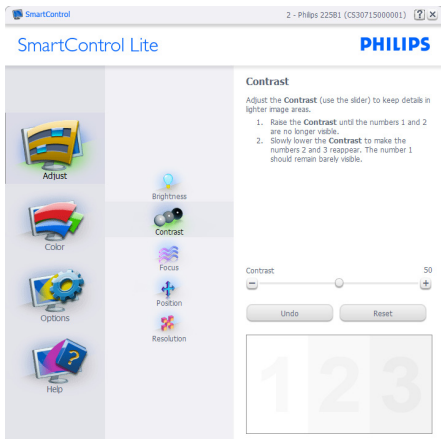 SmartControl
2 - Philips 225B1 (CS30715000001)
SmartControl Lite
PHILIPS
Adjust
Color
Options
Help
Brightness
Contrast
Focus
Position
Resolution
Contrast
Adjust the Contrast (use the slider) to keep details in
lighter image areas.
1. Raise the Contrast until the numbers 1 and 2
are no longer visible.
2. Slowly lower the Contrast to make the
numbers 2 and 3 reappear. The number 1
should remain barely visible.
Contrast 50
Undo Reset
1 2 3